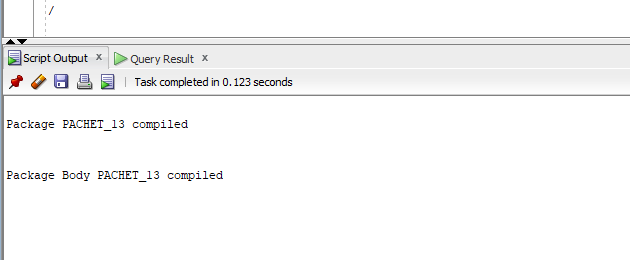 /
Script Output x Query Result x
Task completed in 0.123 seconds
Package PACHET_13 compiled
Package Body PACHET_13 compiled